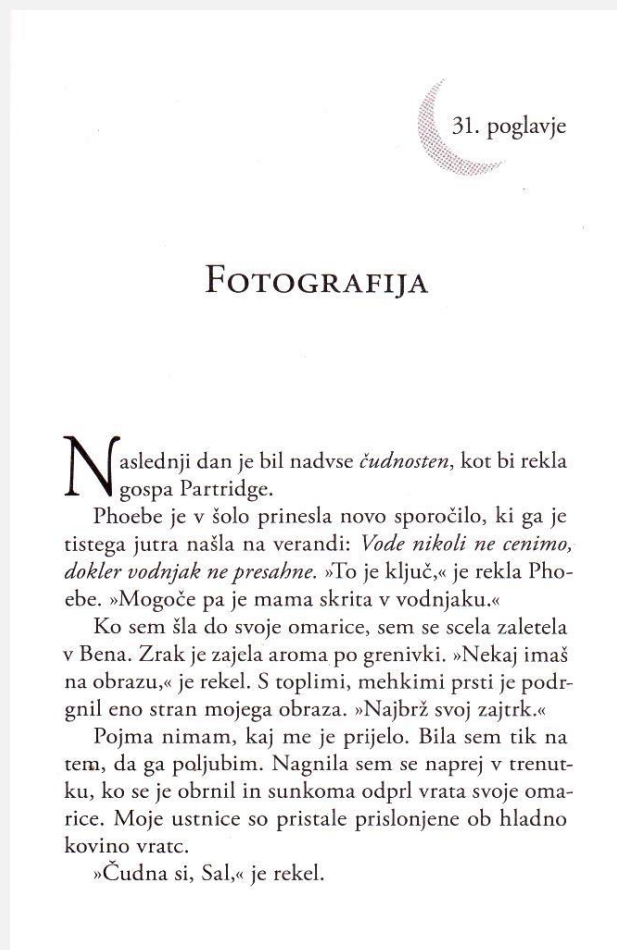 31. poglavje
FOTOGRAFIJA
Naslednji dan je bil nadvse čudnosten, kot bi rekla
gospa Partridge.
Phoebe je v šolo prinesla novo sporočilo, ki ga je
tistega jutra našla na verandi: Vode nikoli ne cenimo,
dokler vodnjak ne presahne. »To je ključ,« je rekla Pho-
ebe. »Mogoče pa je mama skrita v vodnjaku.«
Ko sem šla do svoje omarice, sem se scela zaletela
v Bena. Zrak je zajela aroma po grenivki. »Nekaj imaš
na obrazu,« je rekel. S toplimi, mehkimi prsti je podr-
gnil eno stran mojega obraza. »Najbrž svoj zajtrk.«
Pojma nimam, kaj me je prijelo. Bila sem tik na
tem, da ga poljubim. Nagnila sem se naprej v trenut-
ku, ko se je obrnil in sunkoma odprl vrata svoje oma-
rice. Moje ustnice so pristale prislonjene ob hladno
kovino vratc.
»Čudna si, Sal,« je rekel.